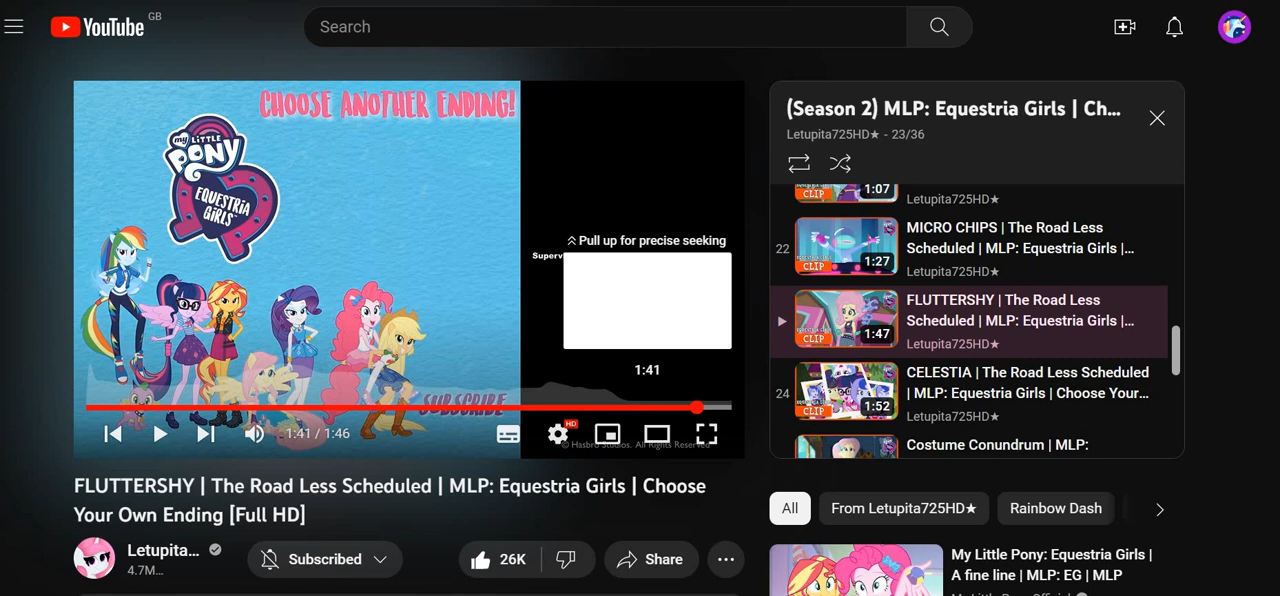 YouTube GB
Search
CHOOSE ANOTHER ENDING!
MY LITTLE
PONY
EQUESTRIA
GIRLS
Pull up for precise seeking
Superv
1:41
SUBSCRIBE
1:41 / 1:46
HD
© Hasbro Studios. All Rights Reserved
FLUTTERSHY | The Road Less Scheduled | MLP: Equestria Girls | Choose
Your Own Ending [Full HD]
Letupita...
4.7M...
Subscribed
26K
Share
(Season 2) MLP: Equestria Girls | Ch...
Letupita725HD★ - 23/36
CLIP
1:07
Letupita725HD★
22
CLIP
1:27
MICRO CHIPS | The Road Less
Scheduled | MLP: Equestria Girls |...
Letupita725HD★
CLIP
1:47
FLUTTERSHY | The Road Less
Scheduled | MLP: Equestria Girls |...
Letupita725HD★
24
CLIP
1:52
CELESTIA | The Road Less Scheduled
| MLP: Equestria Girls | Choose Your...
Letupita725HD★
Costume Conundrum | MLP:
All
From Letupita725HD★
Rainbow Dash
My Little Pony: Equestria Girls |
A fine line | MLP: EG | MLP